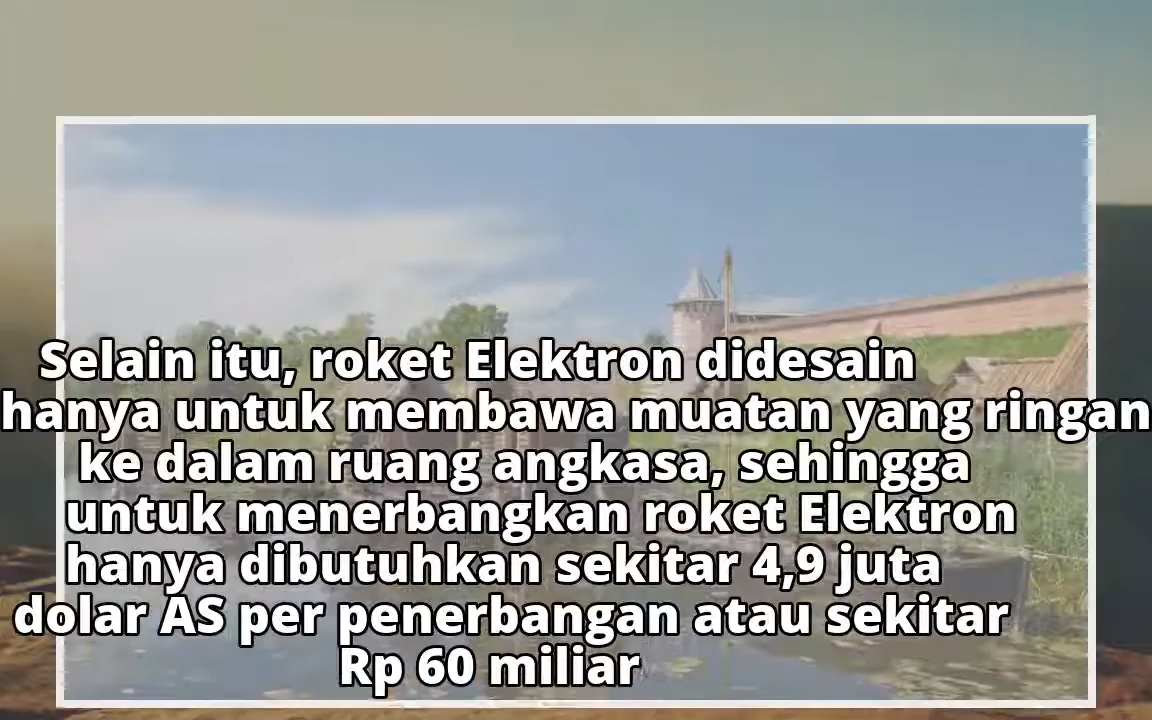 Selain itu, roket Elektron didesain
hanya untuk membawa muatan yang ringan
ke dalam ruang angkasa, sehingga
untuk menerbangkan roket Elektron
hanya dibutuhkan sekitar 4,9 juta
dolar AS per penerbangan atau sekitar
Rp 60 miliar